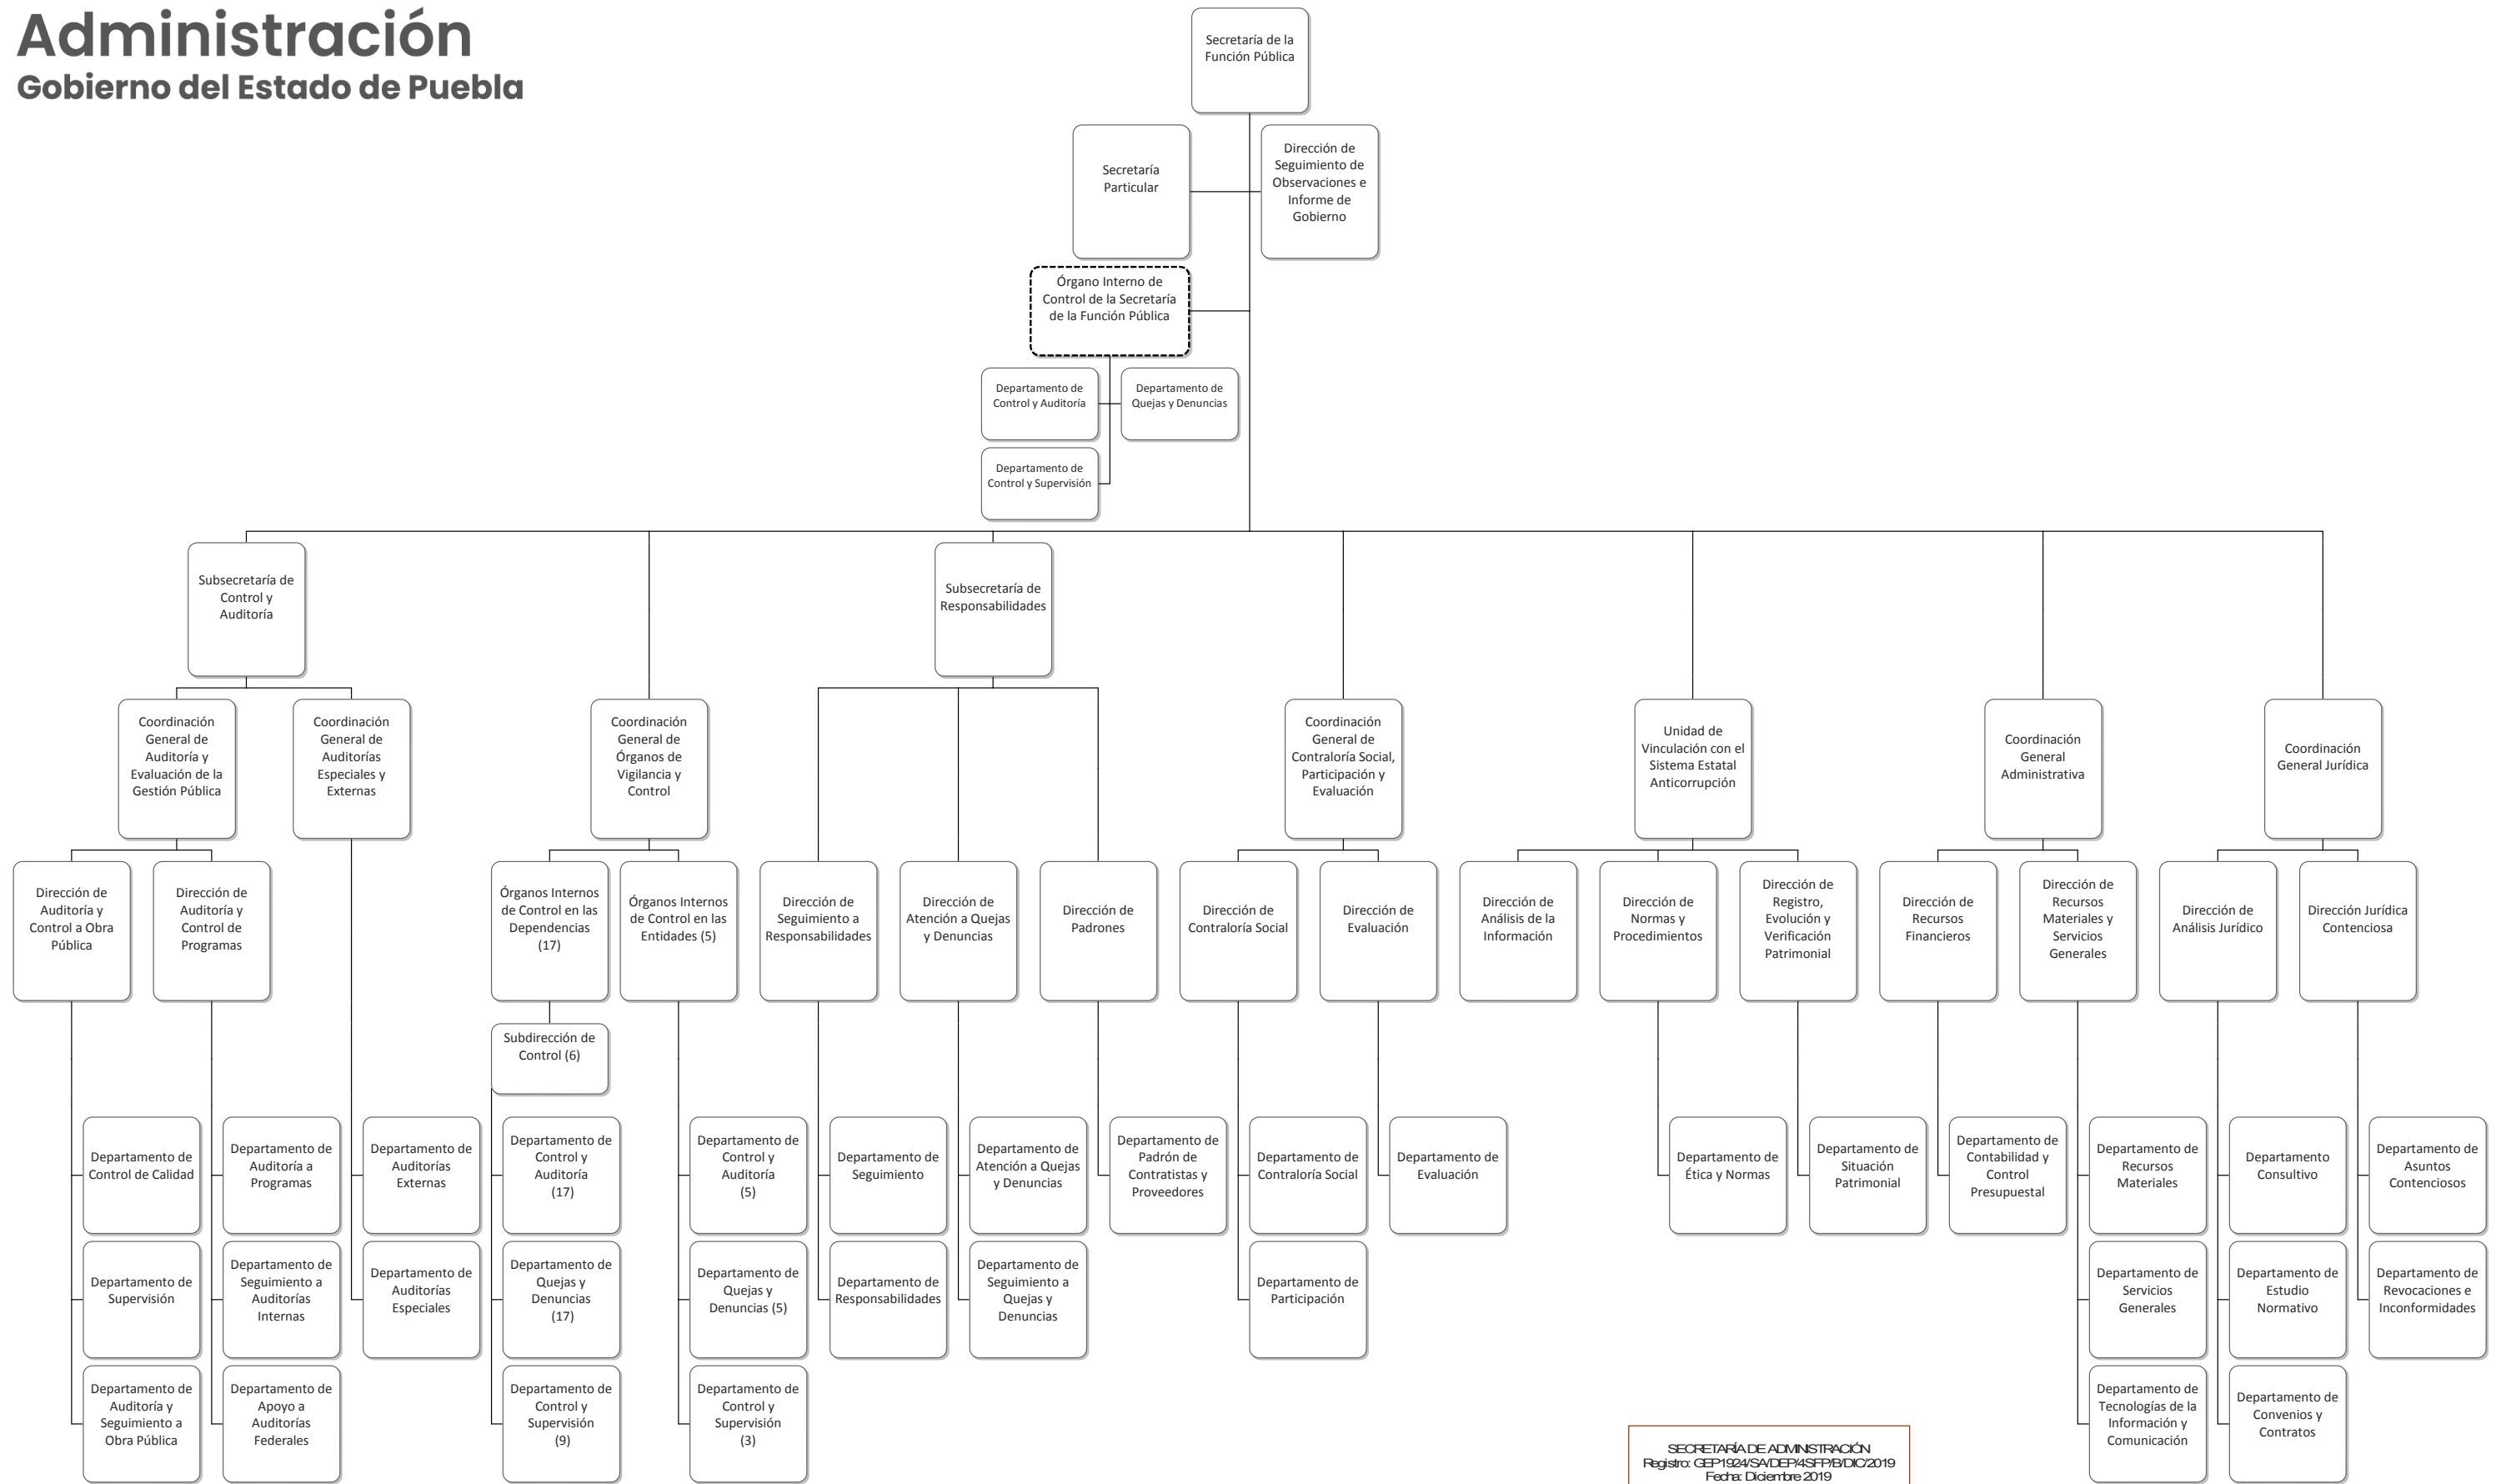 Administración
Gobierno del Estado de Puebla
Secretaría de la
Función Pública
Secretaría
Particular
Dirección de
Seguimiento de
Observaciones e
Informe de
Gobierno
Órgano Interno de
Control de la Secretaría
de la Función Pública
Departamento de
Control y Auditoría
Departamento de
Quejas y Denuncias
Departamento de
Control y Supervisión
Subsecretaría de
Control y
Auditoría
Subsecretaría de
Responsabilidades
Coordinación
General de
Auditoría y
Evaluación de la
Gestión Pública
Coordinación
General de
Auditorías
Especiales y
Externas
Coordinación
General de
Órganos de
Vigilancia y
Control
Coordinación
General de
Contraloría Social,
Participación y
Evaluación
Unidad de
Vinculación con el
Sistema Estatal
Anticorrupción
Coordinación
General
Administrativa
Coordinación
General Jurídica
Dirección de
Auditoría y
Control a Obra
Pública
Dirección de
Auditoría y
Control de
Programas
Órganos Internos
de Control en las
Dependencias
(17)
Órganos Internos
de Control en las
Entidades (5)
Dirección de
Seguimiento a
Responsabilidades
Dirección de
Atención a Quejas
y Denuncias
Dirección de
Padrones
Dirección de
Contraloría Social
Dirección de
Evaluación
Dirección de
Análisis de la
Información
Dirección de
Normas y
Procedimientos
Dirección de
Registro,
Evolución y
Verificación
Patrimonial
Dirección de
Recursos
Financieros
Dirección de
Recursos
Materiales y
Servicios
Generales
Dirección de
Análisis Jurídico
Dirección Jurídica
Contenciosa
Subdirección de
Control (6)
Departamento de
Control de Calidad
Departamento de
Auditoría a
Programas
Departamento de
Auditorías
Externas
Departamento de
Control y
Auditoría
(17)
Departamento de
Control y
Auditoría
(5)
Departamento de
Seguimiento
Departamento de
Atención a Quejas
y Denuncias
Departamento de
Padrón de
Contratistas y
Proveedores
Departamento de
Contraloría Social
Departamento de
Evaluación
Departamento de
Ética y Normas
Departamento de
Situación
Patrimonial
Departamento de
Contabilidad y
Control
Presupuestal
Departamento de
Recursos
Materiales
Departamento
Consultivo
Departamento de
Asuntos
Contenciosos
Departamento de
Supervisión
Departamento de
Seguimiento a
Auditorías
Internas
Departamento de
Auditorías
Especiales
Departamento de
Quejas y
Denuncias
(17)
Departamento de
Quejas y
Denuncias (5)
Departamento de
Responsabilidades
Departamento de
Seguimiento a
Quejas y
Denuncias
Departamento de
Participación
Departamento de
Servicios
Generales
Departamento de
Estudio
Normativo
Departamento de
Revocaciones e
Inconformidades
Departamento de
Auditoría y
Seguimiento a
Obra Pública
Departamento de
Apoyo a
Auditorías
Federales
Departamento de
Control y
Supervisión
(9)
Departamento de
Control y
Supervisión
(3)
Departamento de
Tecnologías de la
Información y
Comunicación
Departamento de
Convenios y
Contratos
SECRETARÍA DE ADMINISTRACIÓN
Registro: GEP1924/SA/DEP/4SFP/B/DIC/2019
Fecha: Diciembre 2019